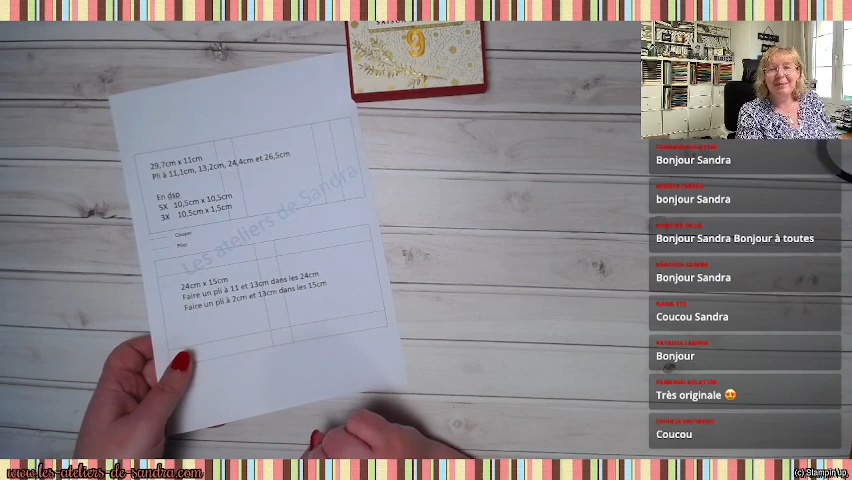 SAISON
9
29,7cm x 11cm
Pli à 11,1cm, 13,2cm, 24,4cm et 26,5cm
En dsp
5X 10,5cm x 10,5cm
3X 10,5cm x 1,5cm
Couper
Plier
Les ateliers de Sandra
24cm x 15cm
Faire un pli à 11 et 13cm dans les 24cm
Faire un pli à 2cm et 13cm dans les 15cm
Bonjour Sandra
bonjour Sandra
Bonjour Sandra Bonjour à toutes
Bonjour Sandra
Coucou Sandra
Bonjour
Très originale 😍
Coucou
www.les-ateliers-de-sandra.com
(c) Stampin'up,